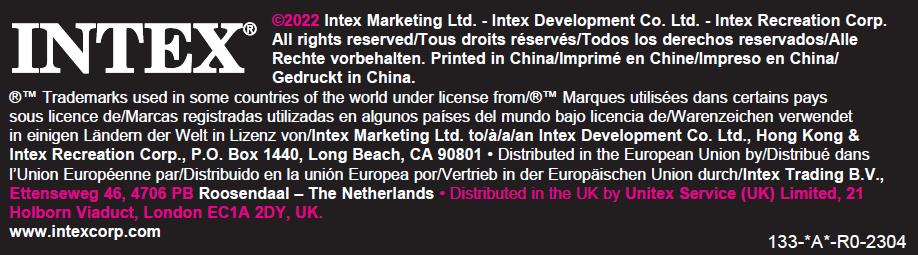 INTEX®
©2022 Intex Marketing Ltd. - Intex Development Co. Ltd. - Intex Recreation Corp.
All rights reserved/Tous droits réservés/Todos los derechos reservados/Alle
Rechte vorbehalten. Printed in China/Imprimé en Chine/Impreso en China/
Gedruckt in China.
®™ Trademarks used in some countries of the world under license from/®™ Marques utilisées dans certains pays
sous licence de/Marcas registradas utilizadas en algunos países del mundo bajo licencia de/Warenzeichen verwendet
in einigen Ländern der Welt in Lizenz von/Intex Marketing Ltd. to/à/a/an Intex Development Co. Ltd., Hong Kong &
Intex Recreation Corp., P.O. Box 1440, Long Beach, CA 90801 • Distributed in the European Union by/Distribué dans
l'Union Européenne par/Distribuido en la unión Europea por/Vertrieb in der Europäischen Union durch/Intex Trading B.V.,
Ettenseweg 46, 4706 PB Roosendaal – The Netherlands • Distributed in the UK by Unitex Service (UK) Limited, 21
Holborn Viaduct, London EC1A 2DY, UK.
www.intexcorp.com
133-*A*-R0-2304